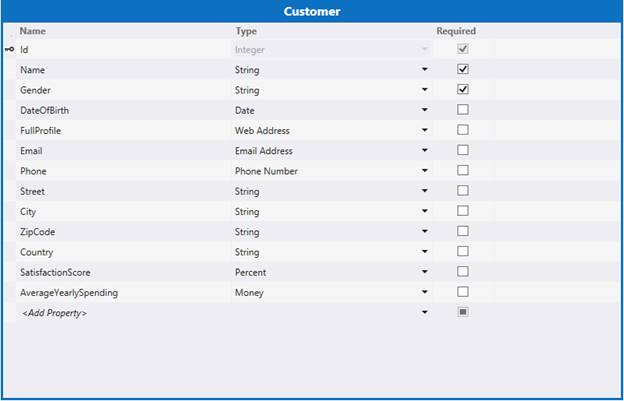 Customer
Name Type Required
Id Integer
Name String
Gender String
DateOfBirth Date
FullProfile Web Address
Email Email Address
Phone Phone Number
Street String
City String
ZipCode String
Country String
SatisfactionScore Percent
AverageYearlySpending Money
<Add Property>